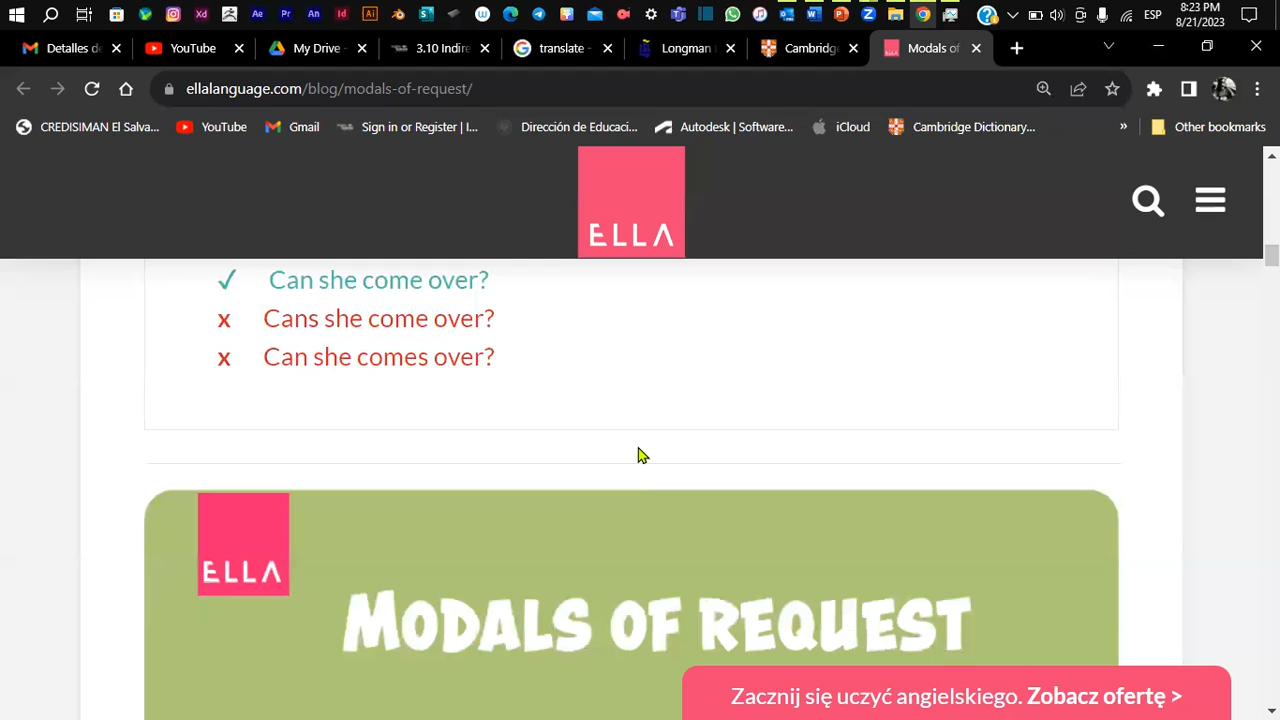 8:23 PM
ESP
8/21/2023
Detalles de
YouTube
My Drive -
3.10 Indire
translate -
Longman
Cambridge
Modals of
ellalanguage.com/blog/modals-of-request/
CREDISIMAN El Salva...
YouTube
Gmail
Sign in or Register | I...
Dirección de Educaci...
Autodesk | Software...
iCloud
Cambridge Dictionary...
»
Other bookmarks
ELLA
✓ Can she come over?
x Cans she come over?
x Can she comes over?
ELLA
MODALS OF REQUEST
Zacznij się uczyć angielskiego. Zobacz ofertę >